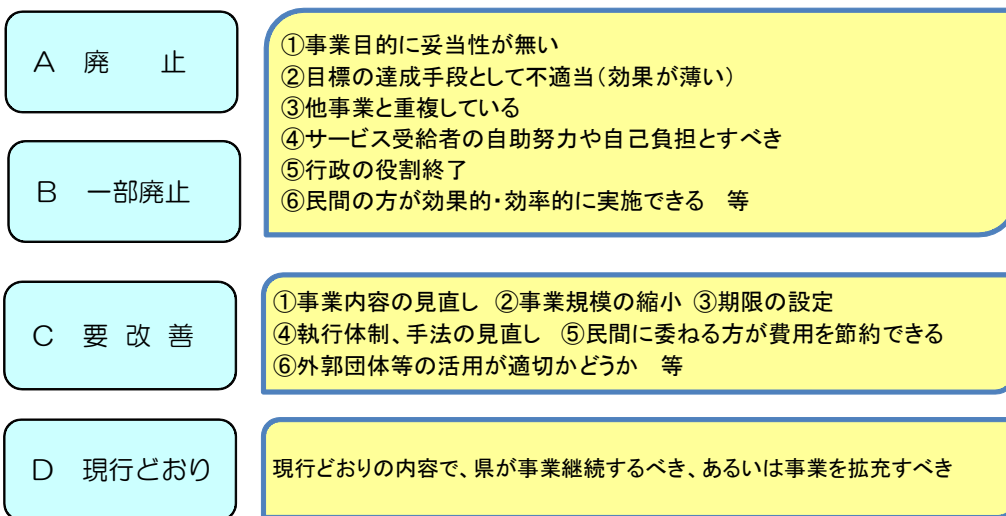 A 廃 止
①事業目的に妥当性が無い
②目標の達成手段として不適当(効果が薄い)
③他事業と重複している
④サービス受給者の自助努力や自己負担とすべき
⑤行政の役割終了
⑥民間の方が効果的・効率的に実施できる 等
B 一部廃止
C 要 改 善
①事業内容の見直し ②事業規模の縮小 ③期限の設定
④執行体制、手法の見直し ⑤民間に委ねる方が費用を節約できる
⑥外郭団体等の活用が適切かどうか 等
D 現行どおり
現行どおりの内容で、県が事業継続するべき、あるいは事業を拡充すべき